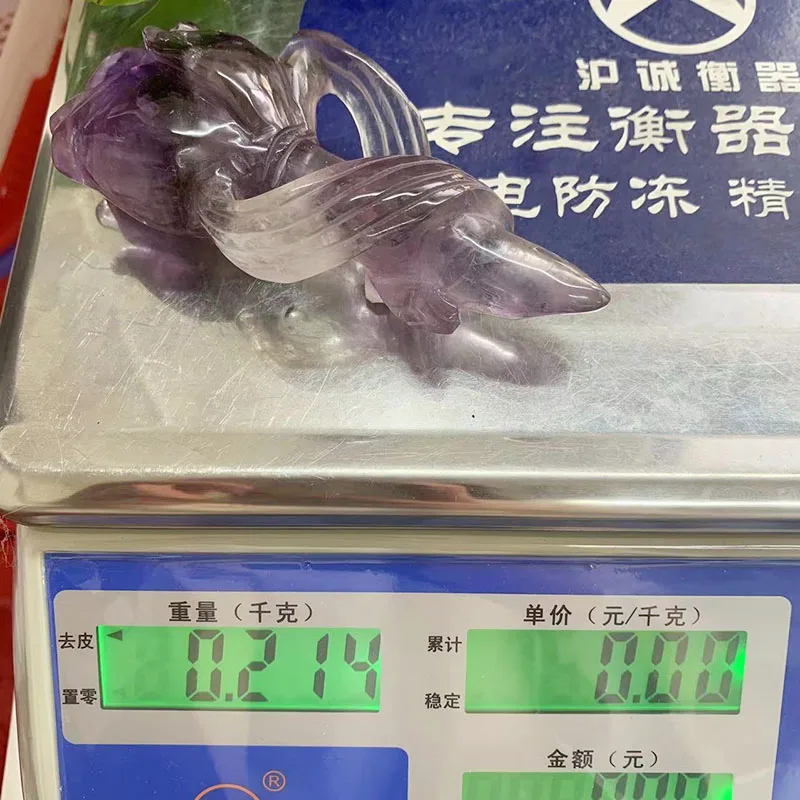 沪诚衡器
专注衡器
电防冻 精
重量（千克）
单价（元/千克）
去皮
置零
0.214
累计
稳定
0.00
®
金额（元）